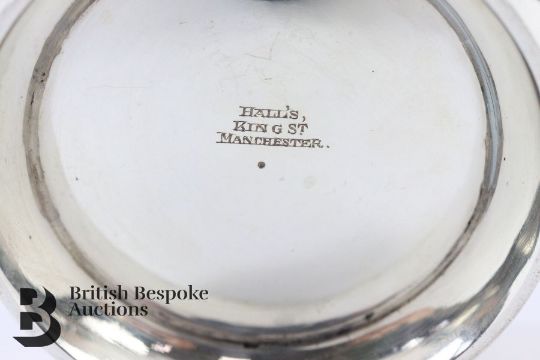 HALL'S,
KING ST
MANCHESTER.
B
British Bespoke
Auctions